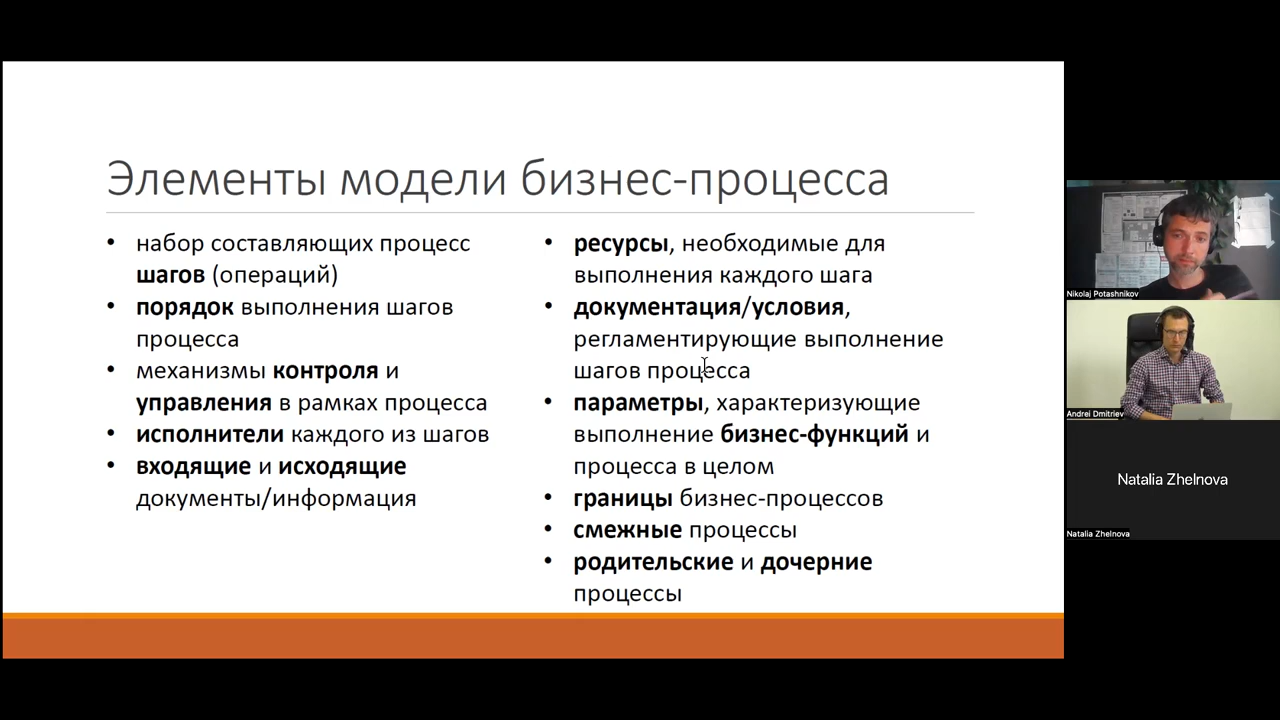 Элементы модели бизнес-процесса
• набор составляющих процесс
шагов (операций)
• порядок выполнения шагов
процесса
• механизмы контроля и
управления в рамках процесса
• исполнители каждого из шагов
• входящие и исходящие
документы/информация
• ресурсы, необходимые для
выполнения каждого шага
• документация/условия,
регламентирующие выполнение
шагов процесса
• параметры, характеризующие
выполнение бизнес-функций и
процесса в целом
• границы бизнес-процессов
• смежные процессы
• родительские и дочерние
процессы
Nikolaj Potashnikov
Andrei Dmitriev
Natalia Zhelnova
Natalia Zhelnova